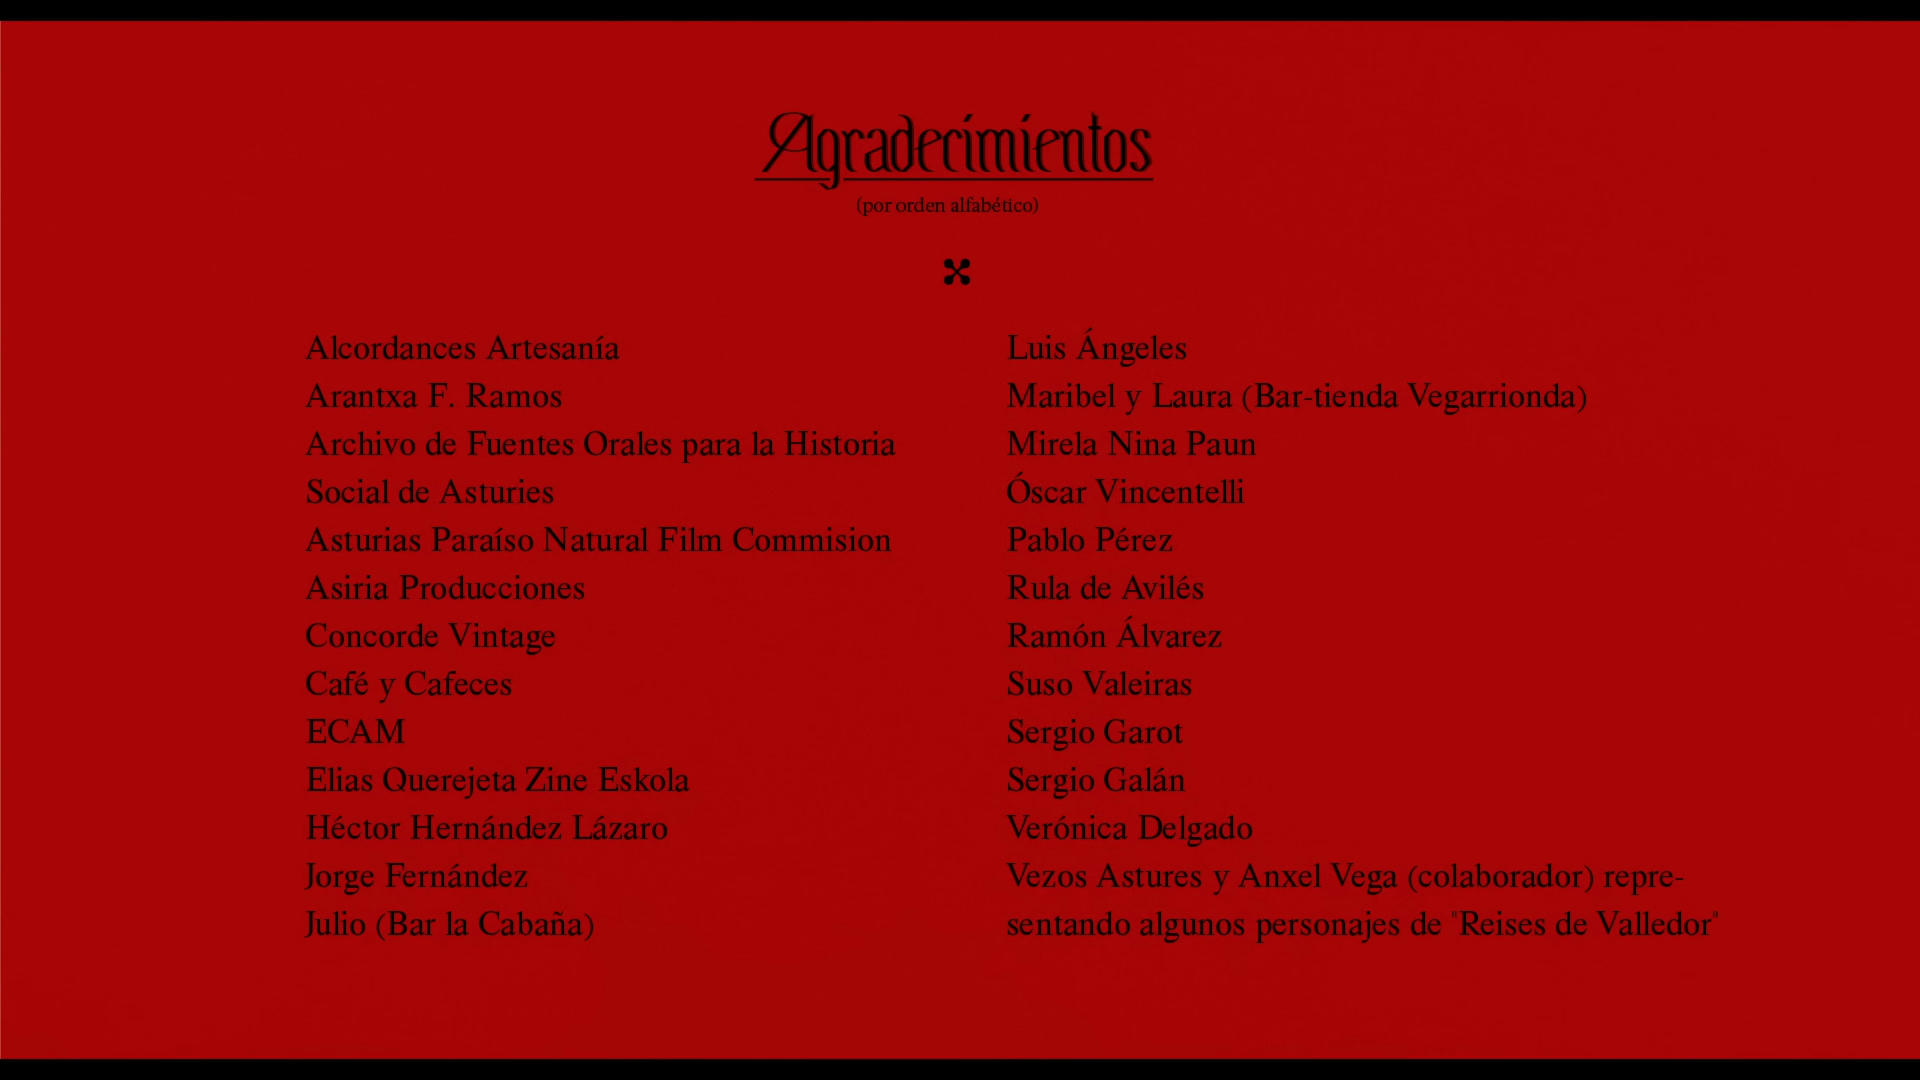 Agradecimientos
(por orden alfabético)
Alcordances Artesanía
Arantxa F. Ramos
Archivo de Fuentes Orales para la Historia
Social de Asturies
Asturias Paraíso Natural Film Commision
Asiria Producciones
Concorde Vintage
Café y Cafeces
ECAM
Elias Querejeta Zine Eskola
Héctor Hernández Lázaro
Jorge Fernández
Julio (Bar la Cabaña)
Luis Ángeles
Maribel y Laura (Bar-tienda Vegarrionda)
Mirela Nina Paun
Óscar Vincentelli
Pablo Pérez
Rula de Avilés
Ramón Álvarez
Suso Valeiras
Sergio Garot
Sergio Galán
Verónica Delgado
Vezos Astures y Anxel Vega (colaborador) repre-
sentando algunos personajes de "Reises de Valledor"